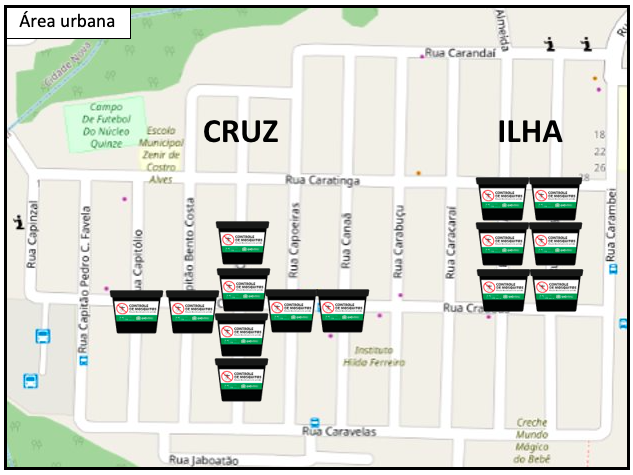 Área urbana
Cidade Nova
Almeida
Rua Carandaí
Campo
De Futebol
Do Núcleo
Quinze
Escola
Municipal
Zenir de
Castro
Alves
CRUZ
ILHA
18
22
26
28
Rua Caratinga
Rua Capinzal
Rua Capitão Pedro C. Favela
Rua Capitólio
pitão Bento Costa
Rua Capoeiras
Rua Canaã
Rua Carabuçu
Rua Caracaraí
Rua Carambei
CONTROLE
DE MOSQUITOS
CONTROLE
DE MOSQUITOS
CONTROLE
DE MOSQUITOS
CONTROLE
DE MOSQUITOS
CONTROLE
DE MOSQUITOS
CONTROLE
DE MOSQUITOS
CONTROLE
DE MOSQUITOS
CONTROLE
DE MOSQUITOS
CONTROLE
DE MOSQUITOS
CONTROLE
DE MOSQUITOS
CONTROLE
DE MOSQUITOS
CONTROLE
DE MOSQUITOS
CONTROLE
DE MOSQUITOS
CONTROLE
DE MOSQUITOS
Rua Cra
Instituto
Hilda Ferreiro
Rua Caravelas
Creche
Mundo
Mágico
do Bebê
Rua Jaboatão